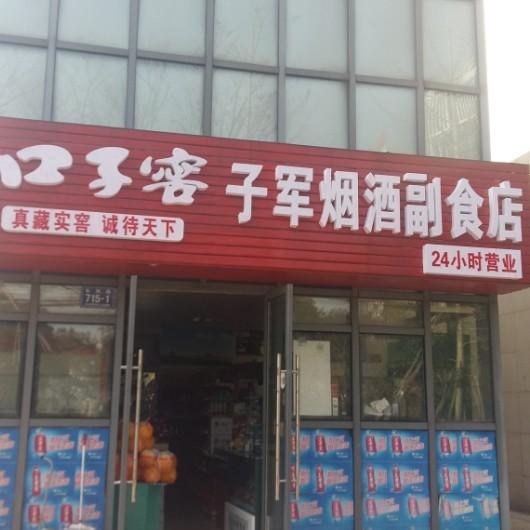 口子窖
真藏实窖 诚待天下
子军烟酒副食店
24小时营业
715-1